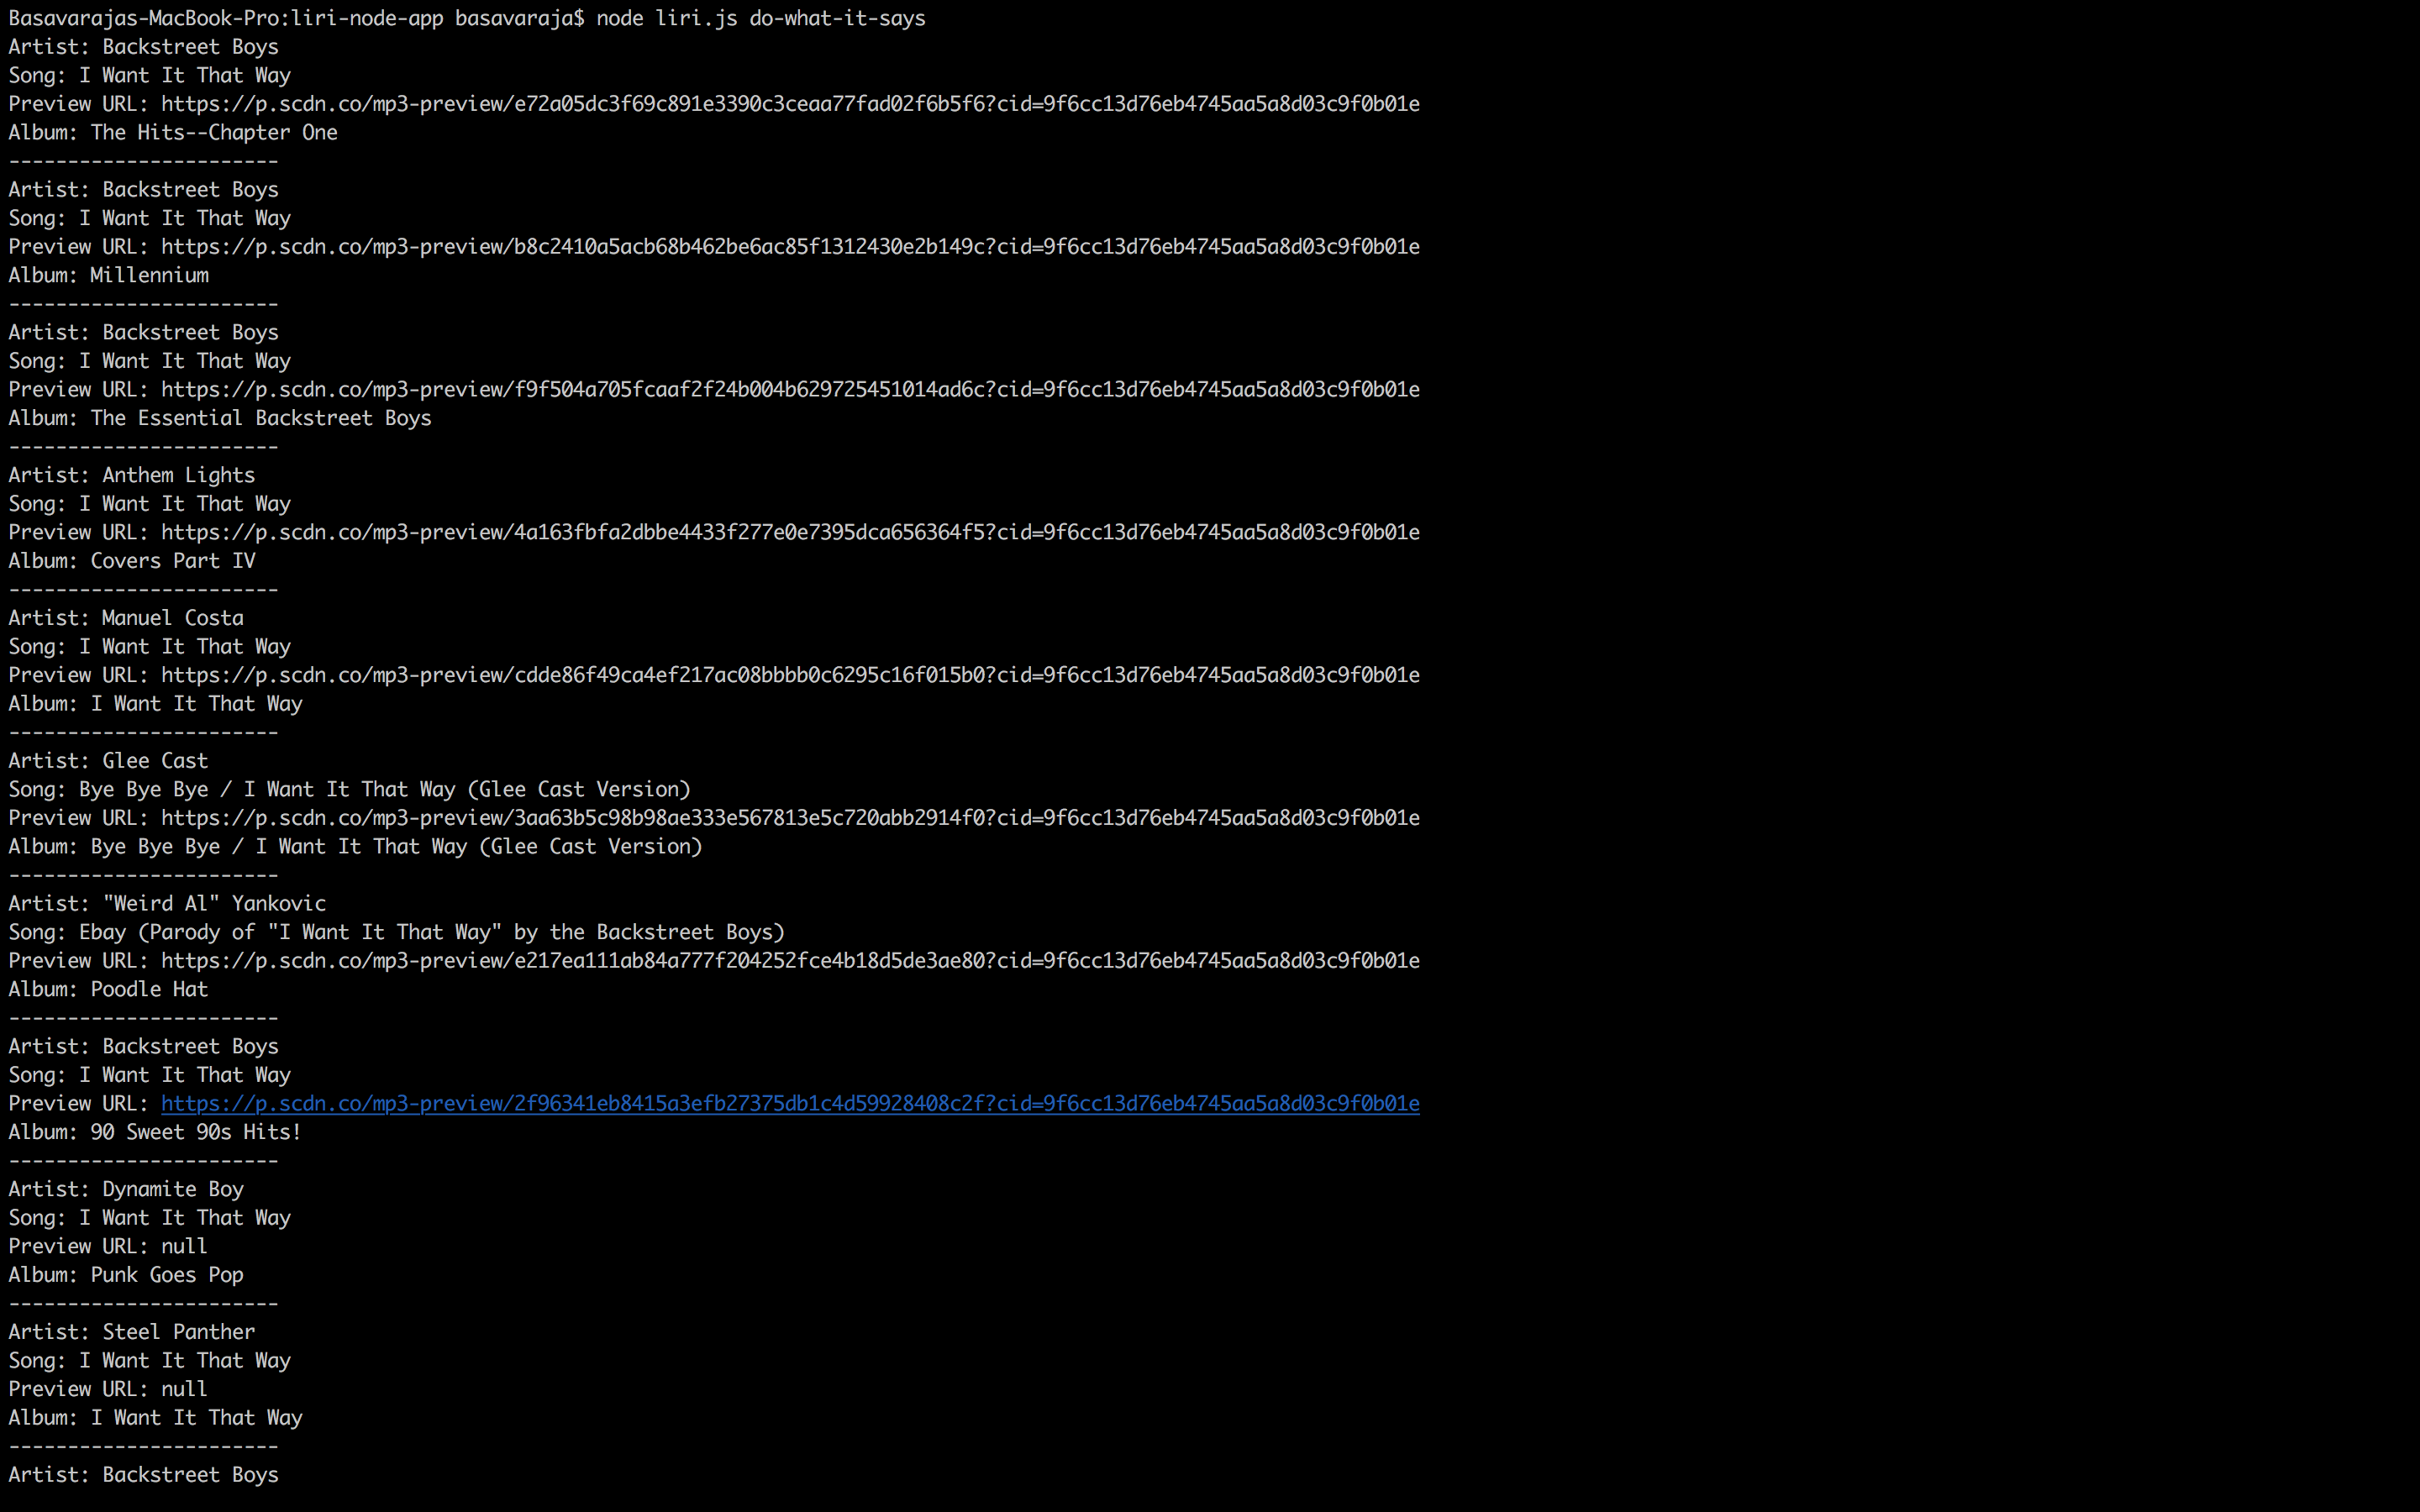 Basavarajas-MacBook-Pro:liri-node-app basavaraja$ node liri.js do-what-it-says
Artist: Backstreet Boys
Song: I Want It That Way
Preview URL: https://p.scdn.co/mp3-preview/e72a05dc3f69c891e3390c3ceaa77fad02f6b5f6?cid=9f6cc13d76eb4745aa5a8d03c9f0b01e
Album: The Hits--Chapter One
-----------------------
Artist: Backstreet Boys
Song: I Want It That Way
Preview URL: https://p.scdn.co/mp3-preview/b8c2410a5acb68b462be6ac85f1312430e2b149c?cid=9f6cc13d76eb4745aa5a8d03c9f0b01e
Album: Millennium
-----------------------
Artist: Backstreet Boys
Song: I Want It That Way
Preview URL: https://p.scdn.co/mp3-preview/f9f504a705fcaaf2f24b004b629725451014ad6c?cid=9f6cc13d76eb4745aa5a8d03c9f0b01e
Album: The Essential Backstreet Boys
-----------------------
Artist: Anthem Lights
Song: I Want It That Way
Preview URL: https://p.scdn.co/mp3-preview/4a163fbfa2dbbe4433f277e0e7395dca656364f5?cid=9f6cc13d76eb4745aa5a8d03c9f0b01e
Album: Covers Part IV
-----------------------
Artist: Manuel Costa
Song: I Want It That Way
Preview URL: https://p.scdn.co/mp3-preview/cdde86f49ca4ef217ac08bbbb0c6295c16f015b0?cid=9f6cc13d76eb4745aa5a8d03c9f0b01e
Album: I Want It That Way
-----------------------
Artist: Glee Cast
Song: Bye Bye Bye / I Want It That Way (Glee Cast Version)
Preview URL: https://p.scdn.co/mp3-preview/3aa63b5c98b98ae333e567813e5c720abb2914f0?cid=9f6cc13d76eb4745aa5a8d03c9f0b01e
Album: Bye Bye Bye / I Want It That Way (Glee Cast Version)
-----------------------
Artist: "Weird Al" Yankovic
Song: Ebay (Parody of "I Want It That Way" by the Backstreet Boys)
Preview URL: https://p.scdn.co/mp3-preview/e217ea111ab84a777f204252fce4b18d5de3ae80?cid=9f6cc13d76eb4745aa5a8d03c9f0b01e
Album: Poodle Hat
-----------------------
Artist: Backstreet Boys
Song: I Want It That Way
Preview URL: https://p.scdn.co/mp3-preview/2f96341eb8415a3efb27375db1c4d59928408c2f?cid=9f6cc13d76eb4745aa5a8d03c9f0b01e
Album: 90 Sweet 90s Hits!
-----------------------
Artist: Dynamite Boy
Song: I Want It That Way
Preview URL: null
Album: Punk Goes Pop
-----------------------
Artist: Steel Panther
Song: I Want It That Way
Preview URL: null
Album: I Want It That Way
-----------------------
Artist: Backstreet Boys